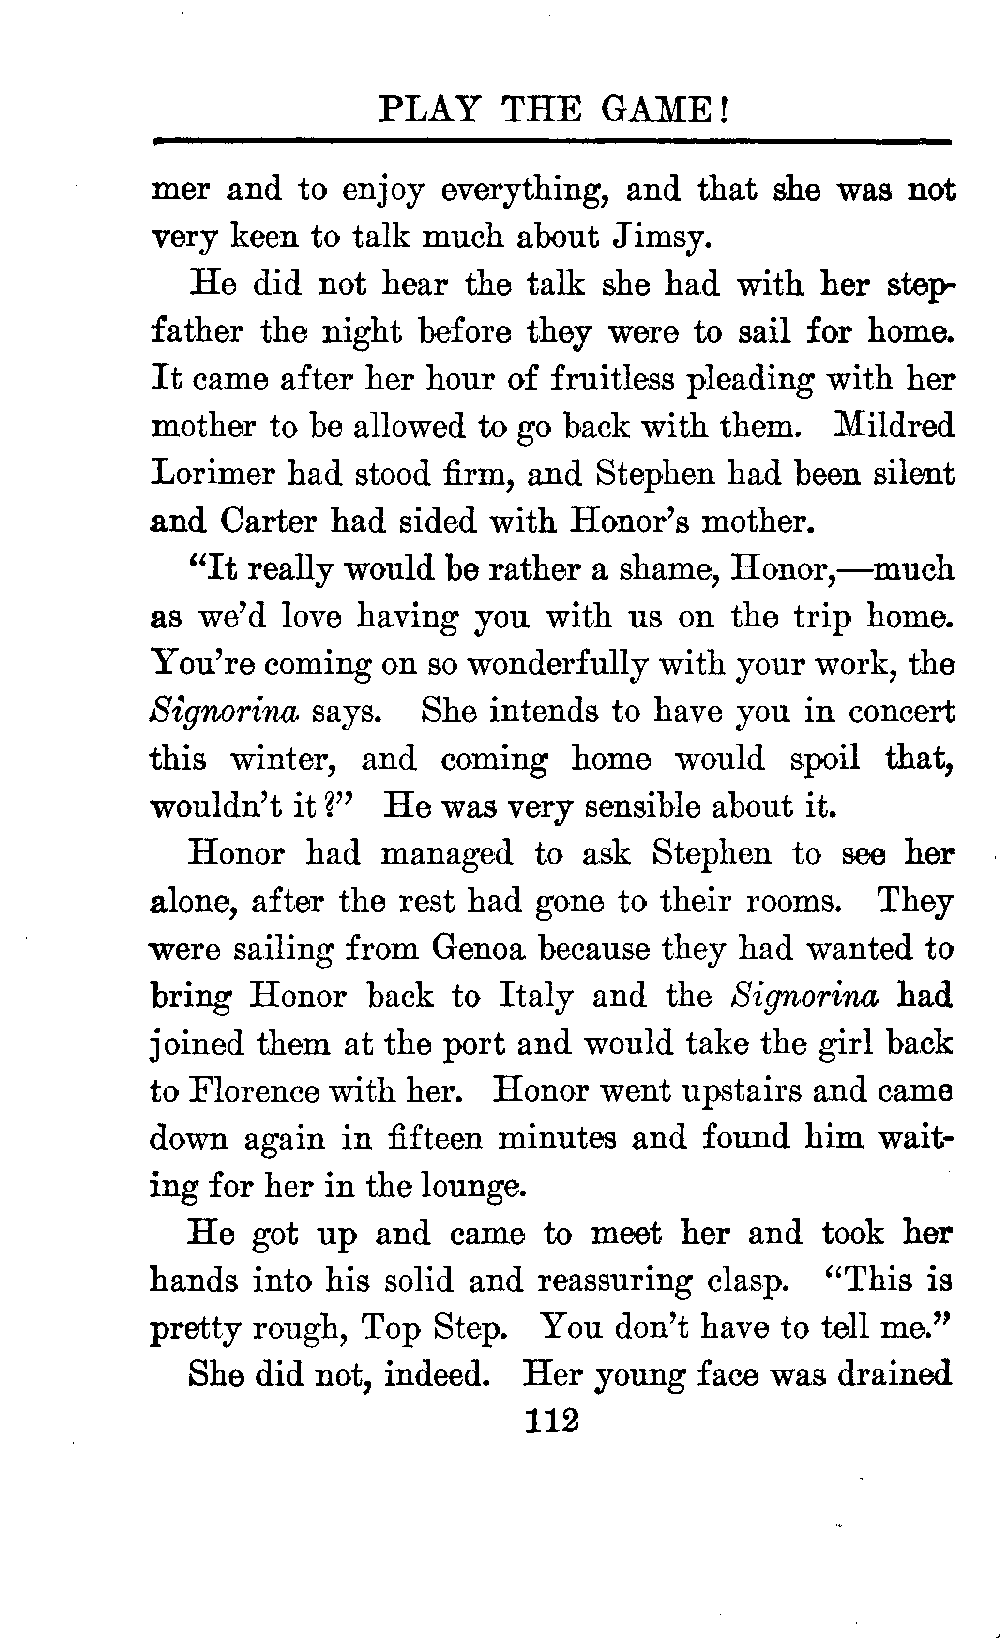 PLAY THE GAME!
mer and to enjoy everything, and that she was not
very keen to talk much about Jimsy.
He did not hear the talk she had with her step-
father the night before they were to sail for home.
It came after her hour of fruitless pleading with her
mother to be allowed to go back with them. Mildred
Lorimer had stood firm, and Stephen had been silent
and Carter had sided with Honor's mother.
"It really would be rather a shame, Honor,—much
as we'd love having you with us on the trip home.
You're coming on so wonderfully with your work, the
Signorina says. She intends to have you in concert
this winter, and coming home would spoil that,
wouldn't it?" He was very sensible about it.
Honor had managed to ask Stephen to see her
alone, after the rest had gone to their rooms. They
were sailing from Genoa because they had wanted to
bring Honor back to Italy and the Signorina had
joined them at the port and would take the girl back
to Florence with her. Honor went upstairs and came
down again in fifteen minutes and found him wait-
ing for her in the lounge.
He got up and came to meet her and took her
hands into his solid and reassuring clasp. "This is
pretty rough, Top Step. You don't have to tell me."
She did not, indeed. Her young face was drained
112